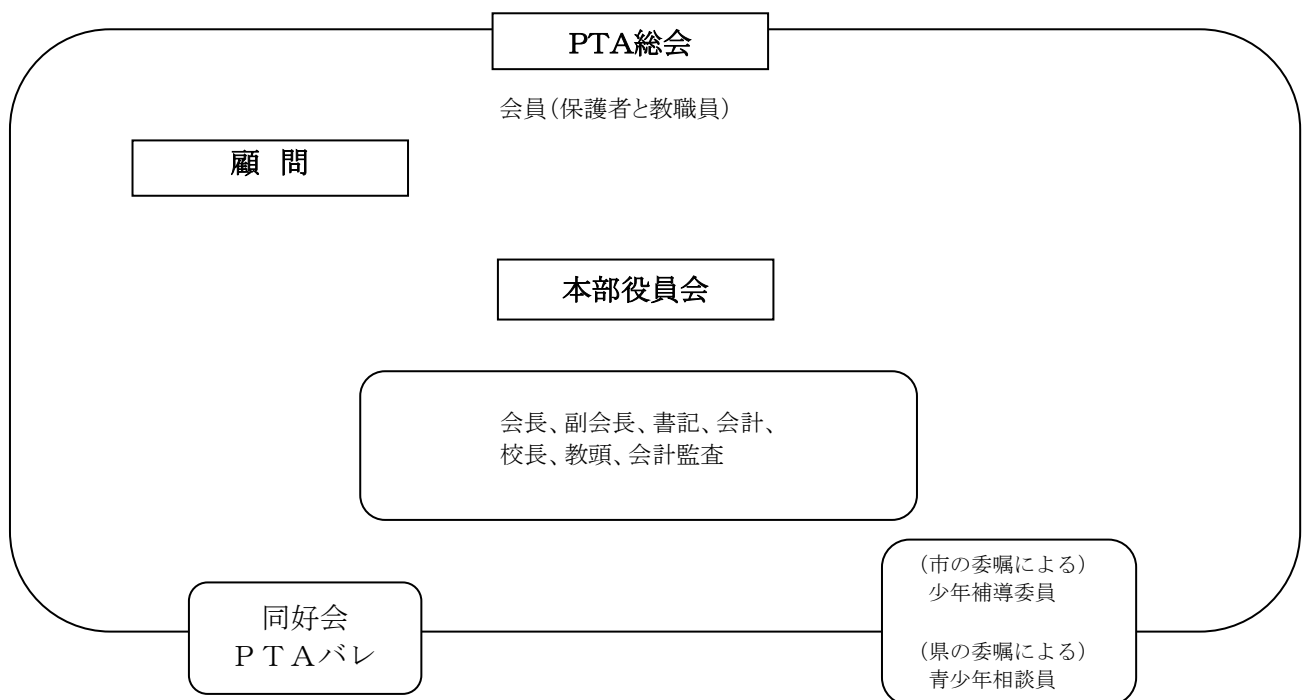 PTA総会
会員(保護者と教職員)
顧 問
本部役員会
会長、副会長、書記、会計、
校長、教頭、会計監査
同好会
PTAバレ
(市の委嘱による)
少年補導委員
(県の委嘱による)
青少年相談員